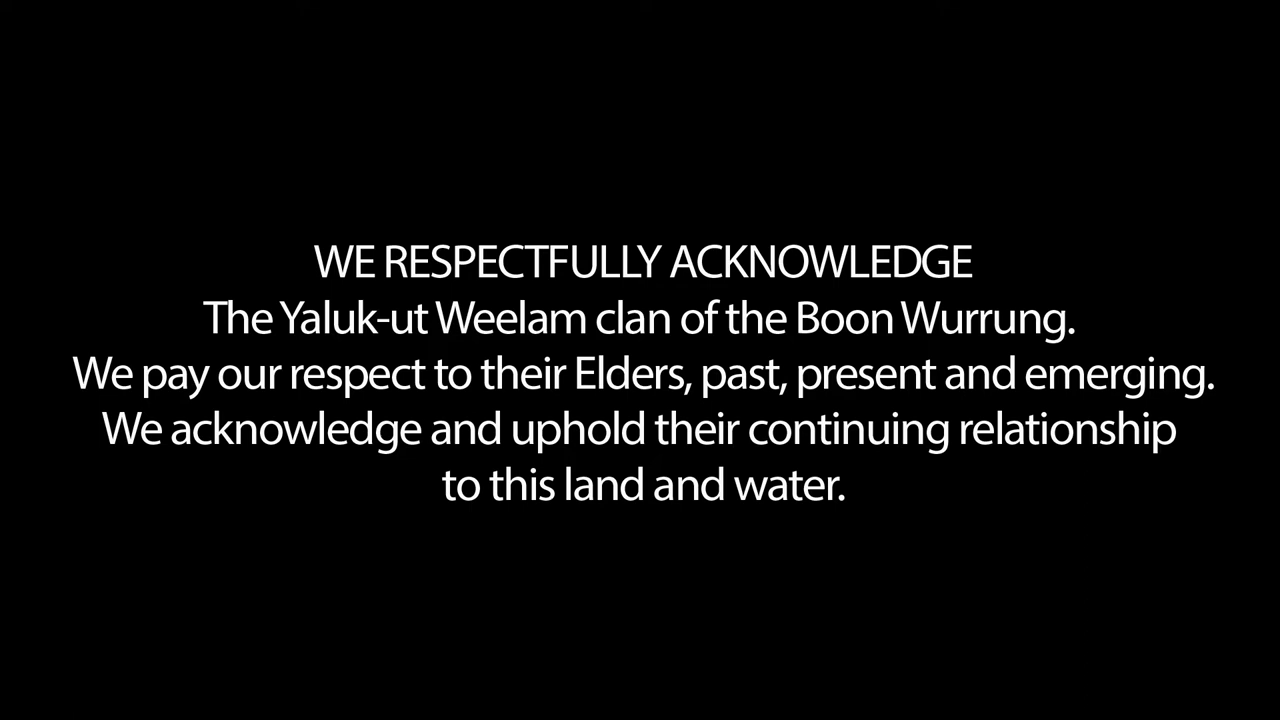 WE RESPECTFULLY ACKNOWLEDGE
The Yaluk-ut Weelam clan of the Boon Wurrung.
We pay our respect to their Elders, past, present and emerging.
We acknowledge and uphold their continuing relationship
to this land and water.